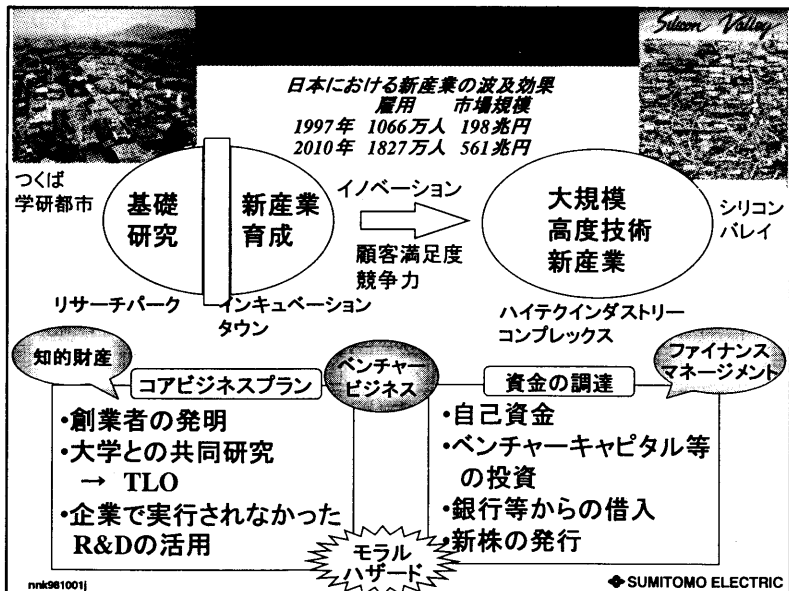 Silicon Valley
日本における新産業の波及効果
雇用 市場規模
1997年 1066万人 198兆円
2010年 1827万人 561兆円
つくば
学研都市
基礎
研究
新産業
育成
イノベーション
顧客満足度
競争力
大規模
高度技術
新産業
シリコン
バレイ
リサーチパーク
インキュベーション
タウン
ハイテクインダストリー
コンプレックス
知的財産
コアビジネスプラン
・創業者の発明
・大学との共同研究
→ TLO
・企業で実行されなかった
R&Dの活用
ベンチャー
ビジネス
資金の調達
ファイナンス
マネージメント
・自己資金
・ベンチャーキャピタル等
の投資
・銀行等からの借入
・新株の発行
モラル
ハザード
nnk981001j
SUMITOMO ELECTRIC